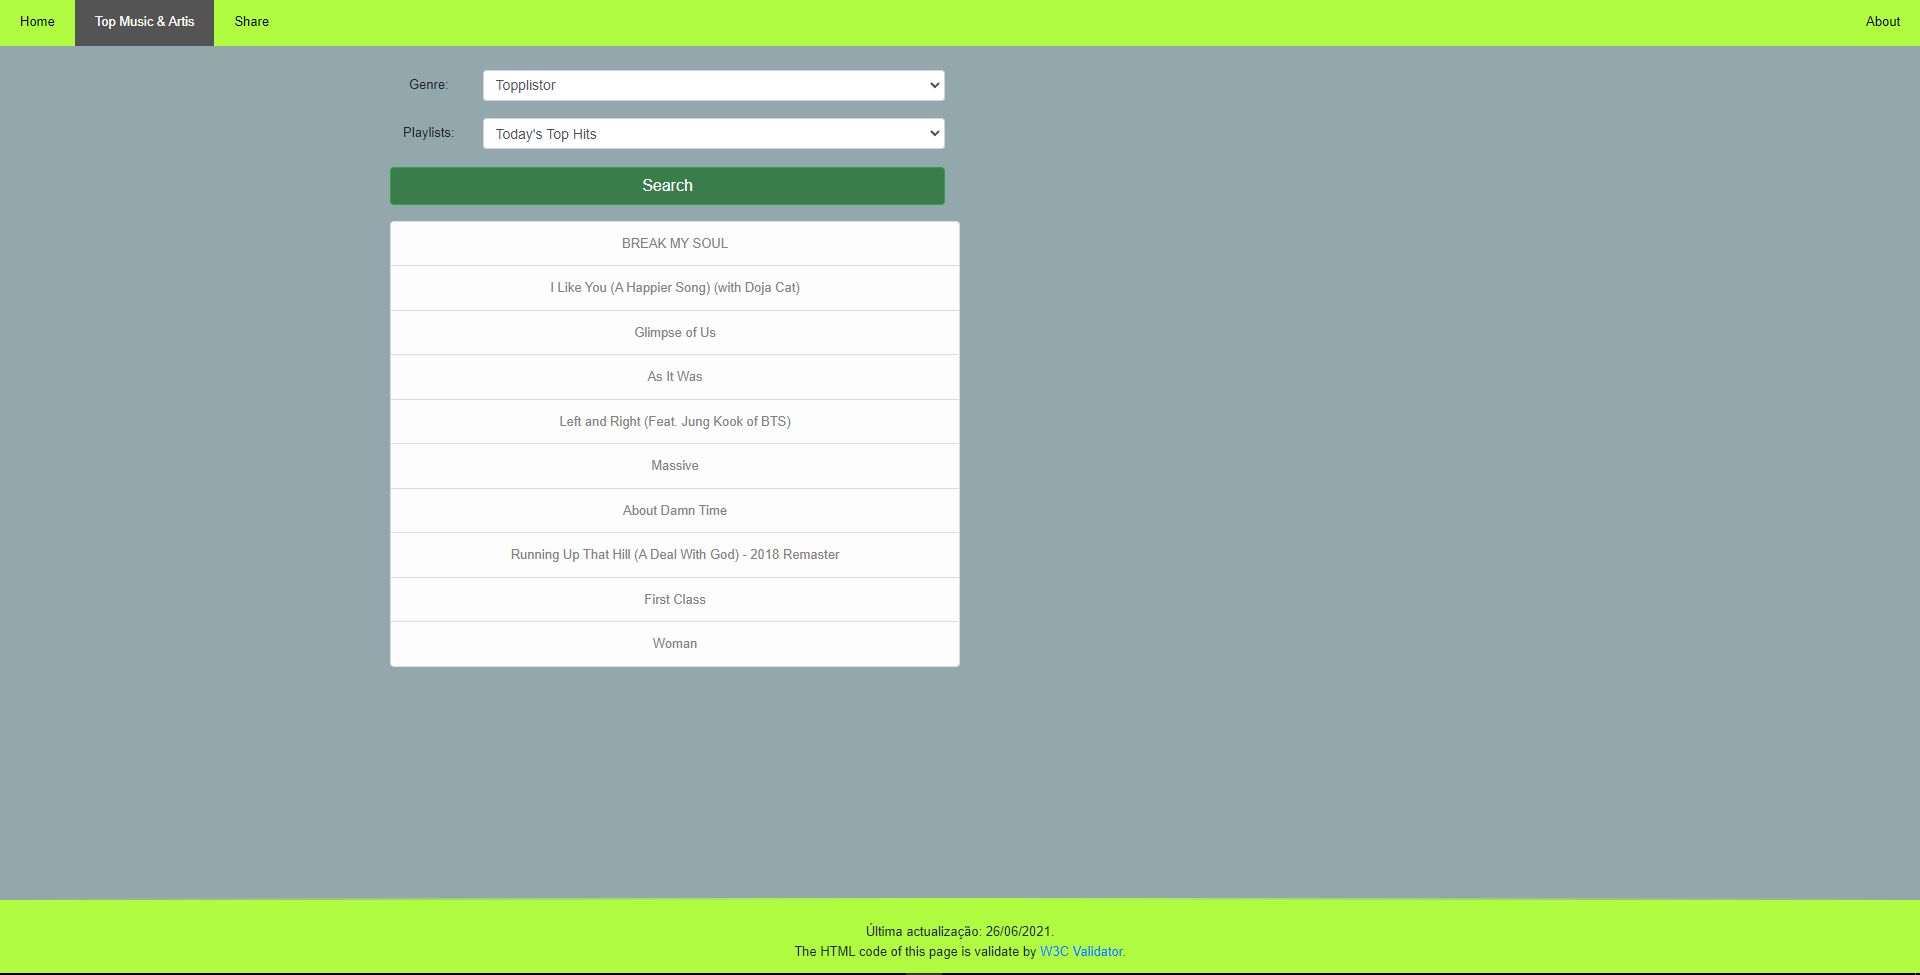 Home Top Music & Artis Share About
Genre: Topplistor
Playlists: Today's Top Hits
Search
BREAK MY SOUL
I Like You (A Happier Song) (with Doja Cat)
Glimpse of Us
As It Was
Left and Right (Feat. Jung Kook of BTS)
Massive
About Damn Time
Running Up That Hill (A Deal With God) - 2018 Remaster
First Class
Woman
Última actualização: 26/06/2021.
The HTML code of this page is validate by W3C Validator.